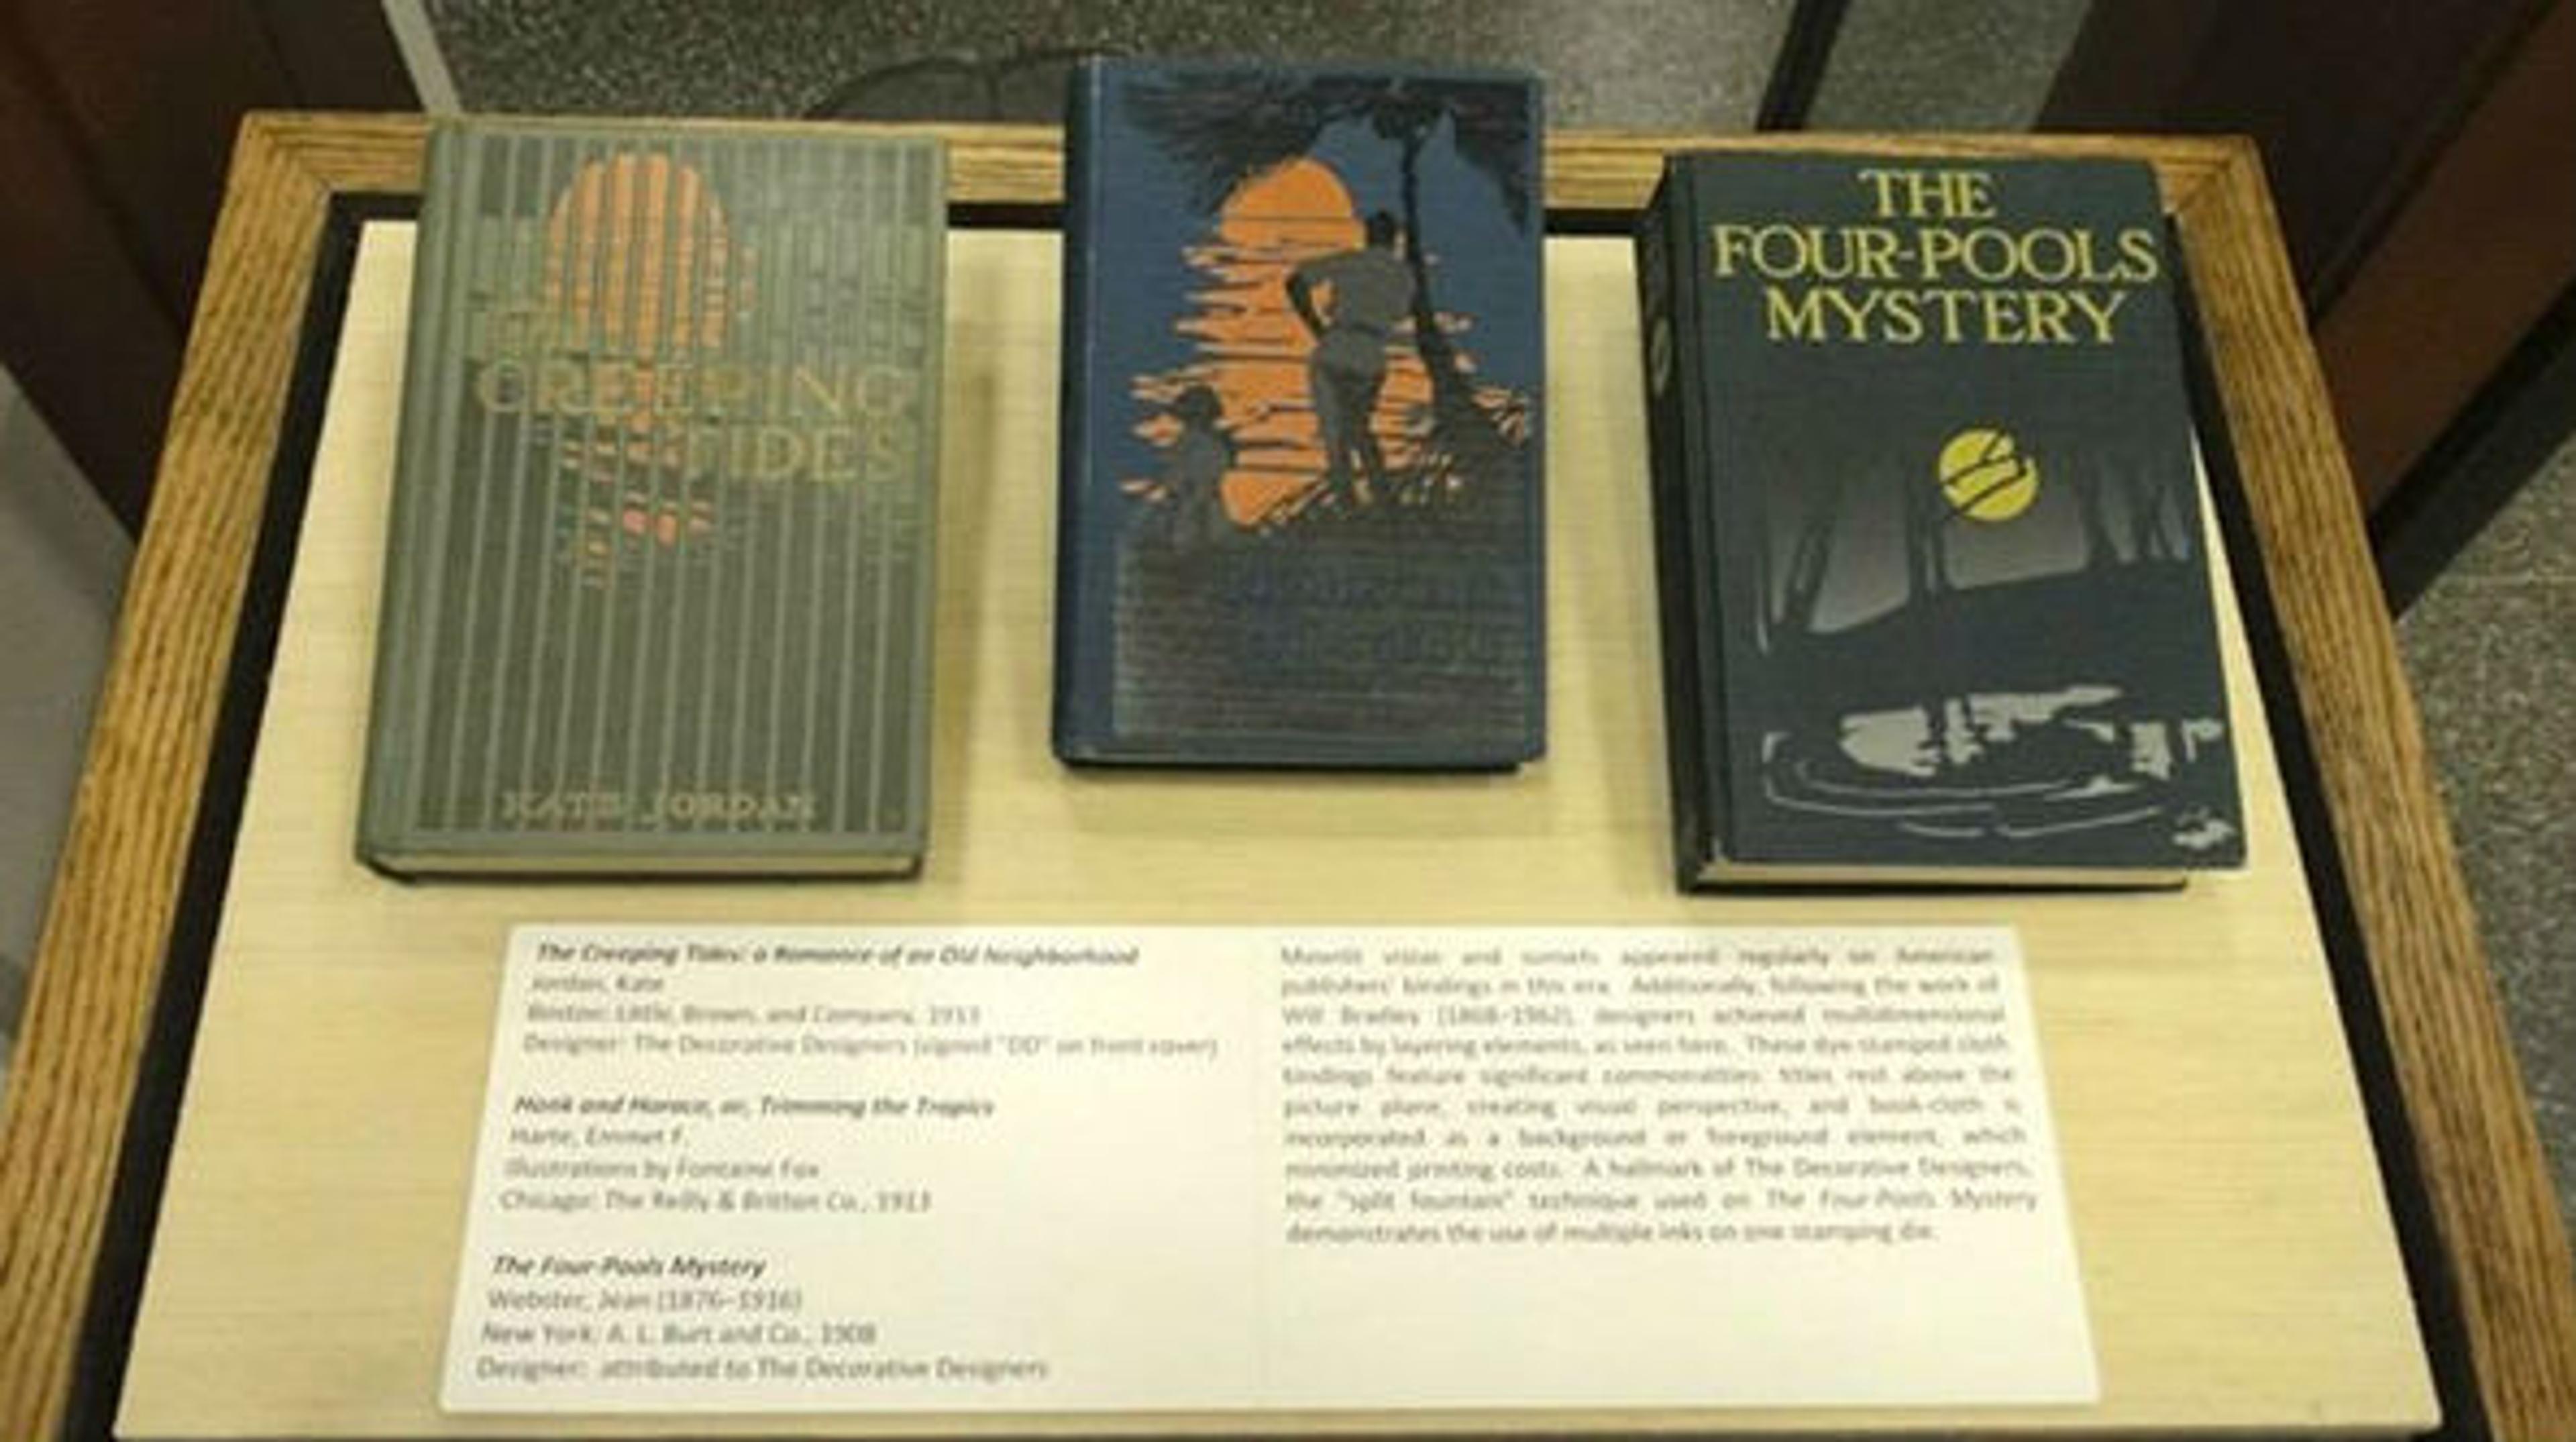 THE
CREEPING
TIDES
KATE JORDAN
THE
FOUR-POOLS
MYSTERY
The Creeping Tides: a Romance of an Old Neighborhood
Jordan, Kate
Boston: Little, Brown, and Company, 1913
Designer: The Decorative Designers (signed "DD" on front cover)
Honk and Horace, or, Trimming the Tropics
Harte, Emmet F.
Illustrations by Fontaine Fox
Chicago: The Reilly & Britton Co., 1913
The Four-Pools Mystery
Webster, Jean (1876–1916)
New York: A. L. Burt and Co., 1908
Designer: attributed to The Decorative Designers
Moonlit vistas and sunsets appeared regularly on American
publishers' bindings in this era. Additionally, following the work of
Will Bradley (1868–1962), designers achieved multidimensional
effects by layering elements, as seen here. These dye-stamped cloth
bindings feature significant commonalities: titles rest above the
picture plane, creating visual perspective, and book-cloth is
incorporated as a background or foreground element, which
minimized printing costs. A hallmark of The Decorative Designers,
the "split fountain" technique used on The Four-Pools Mystery
demonstrates the use of multiple inks on one stamping die.